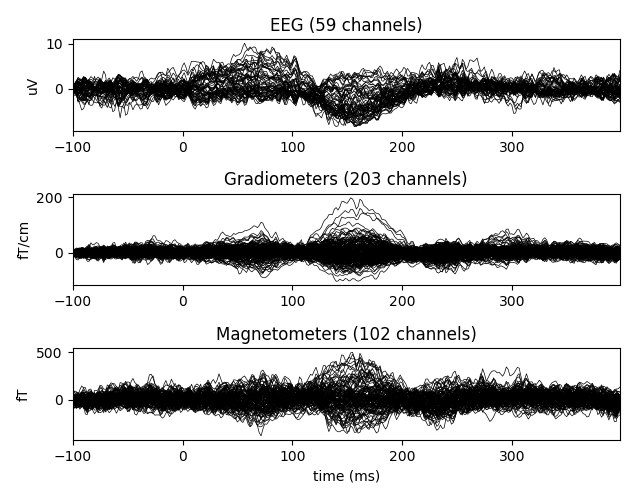 EEG (59 channels)
10
0
uV
−100 0 100 200 300
Gradiometers (203 channels)
200
0
fT/cm
−100 0 100 200 300
Magnetometers (102 channels)
500
0
fT
−100 0 100 200 300
time (ms)